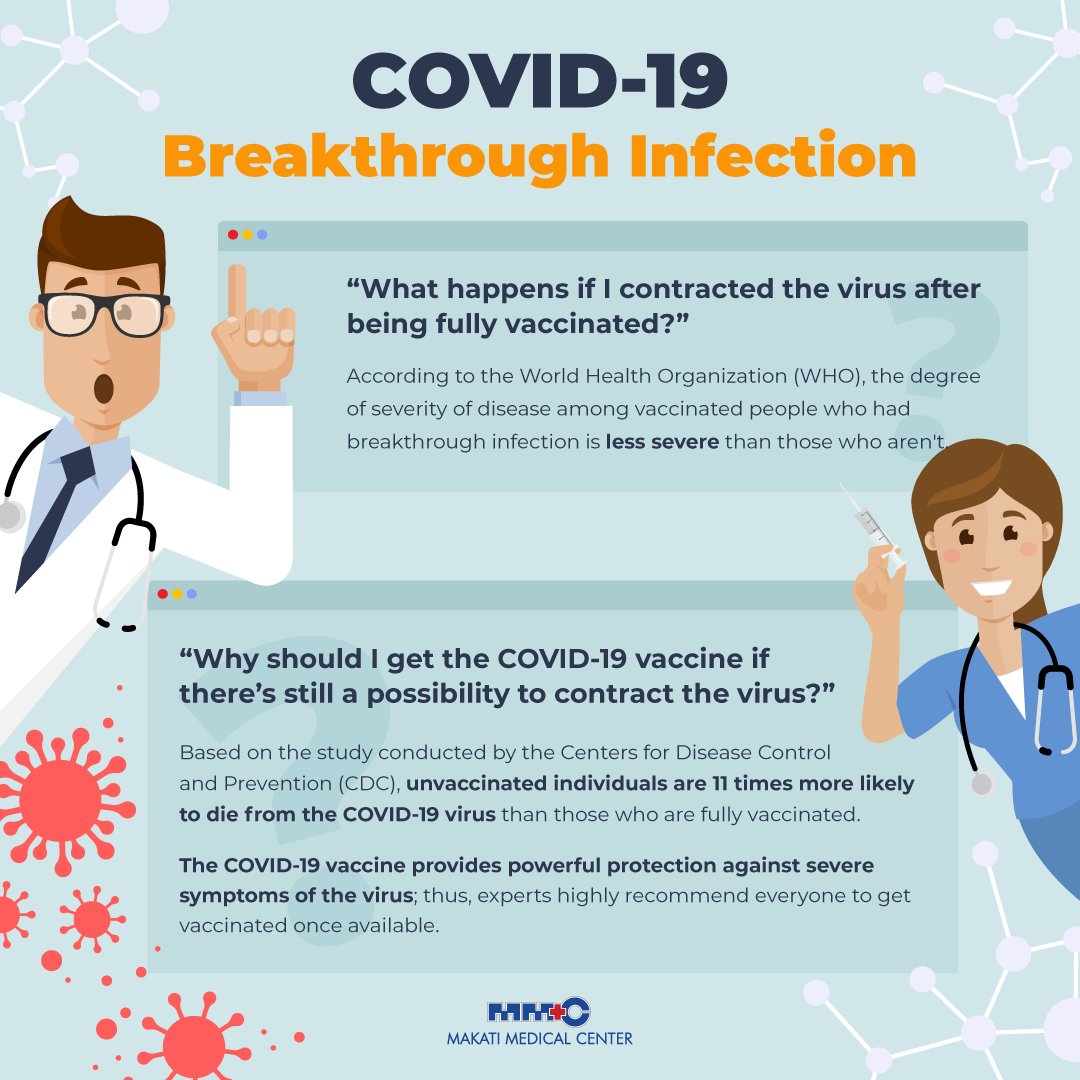 COVID-19
Breakthrough Infection
“What happens if I contracted the virus after
being fully vaccinated?”
According to the World Health Organization (WHO), the degree
of severity of disease among vaccinated people who had
breakthrough infection is less severe than those who aren't.
“Why should I get the COVID-19 vaccine if
there’s still a possibility to contract the virus?”
Based on the study conducted by the Centers for Disease Control
and Prevention (CDC), unvaccinated individuals are 11 times more likely
to die from the COVID-19 virus than those who are fully vaccinated.
The COVID-19 vaccine provides powerful protection against severe
symptoms of the virus; thus, experts highly recommend everyone to get
vaccinated once available.
MMC
MAKATI MEDICAL CENTER